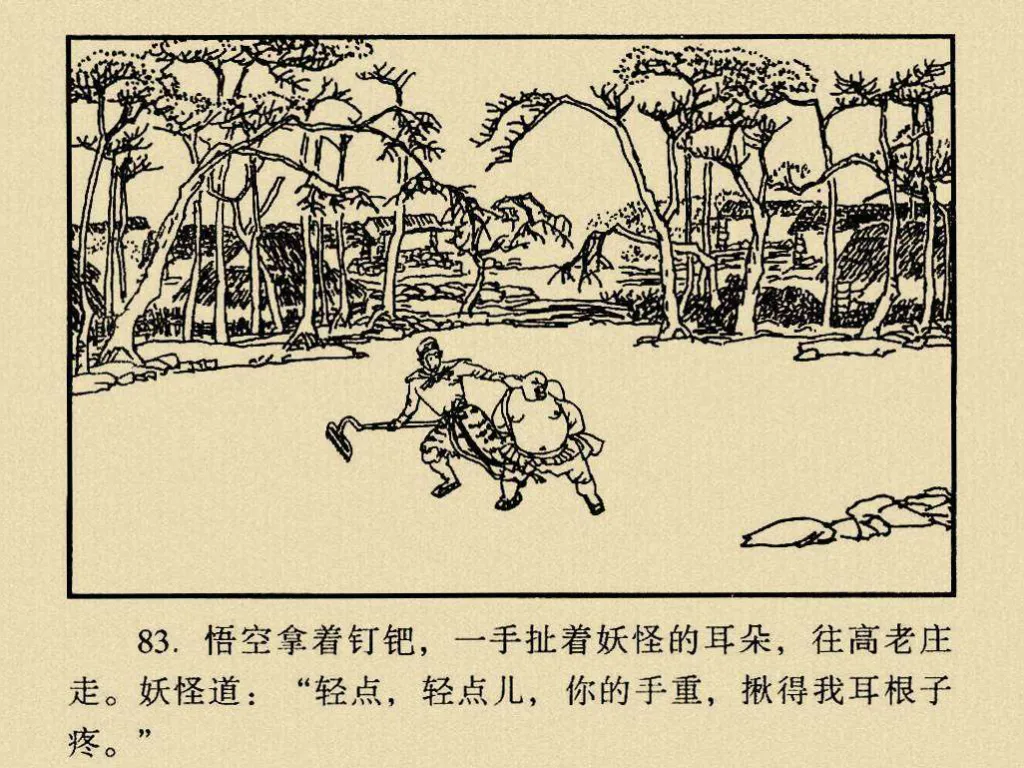 83. 悟空拿着钉钯，一手扯着妖怪的耳朵，往高老庄
走。妖怪道：“轻点，轻点儿，你的手重，揪得我耳根子
疼。”